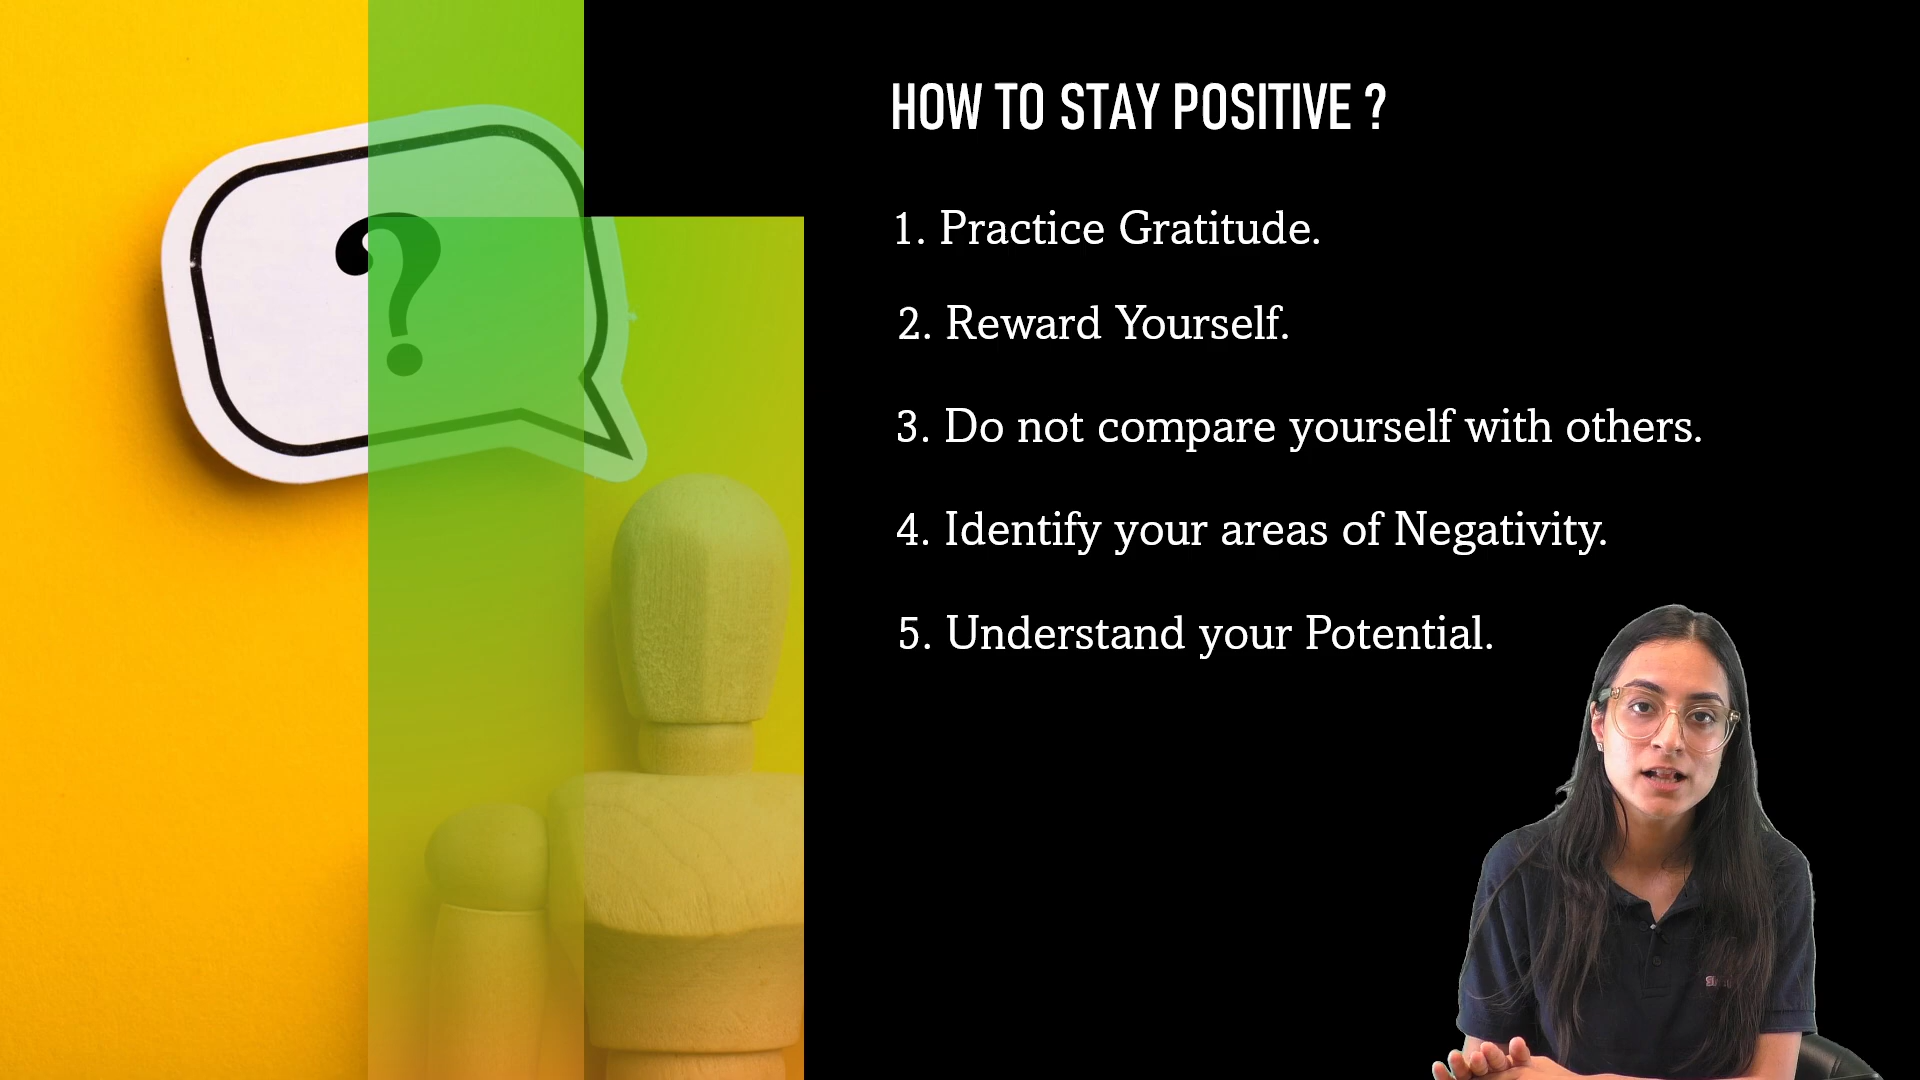 ?
HOW TO STAY POSITIVE ?
1. Practice Gratitude.
2. Reward Yourself.
3. Do not compare yourself with others.
4. Identify your areas of Negativity.
5. Understand your Potential.